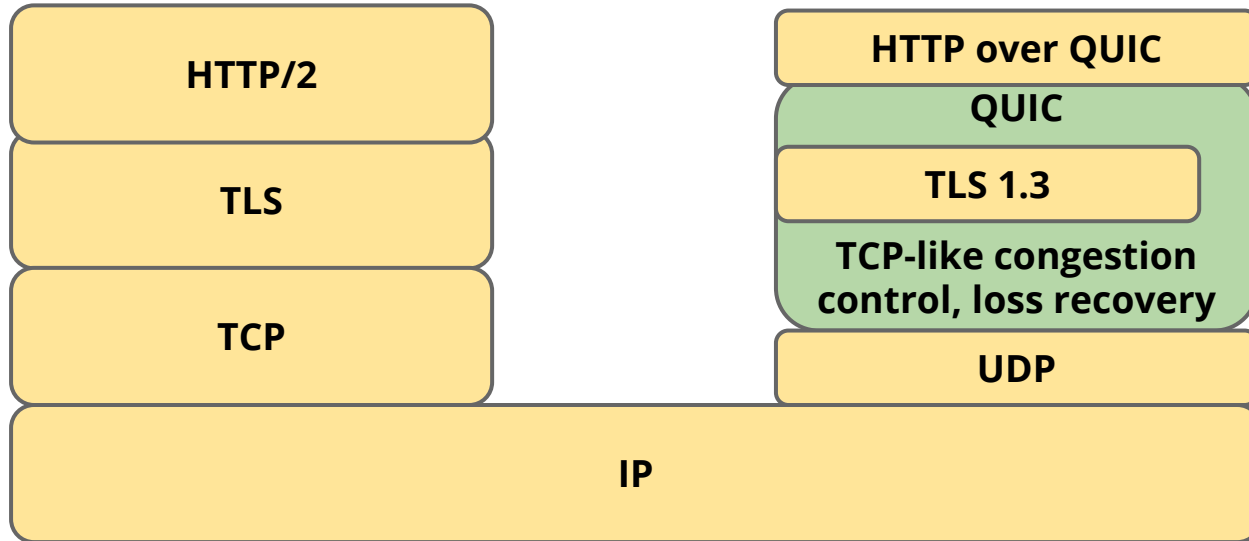 HTTP/2
TLS
TCP
HTTP over QUIC
QUIC
TLS 1.3
TCP-like congestion
control, loss recovery
UDP
IP